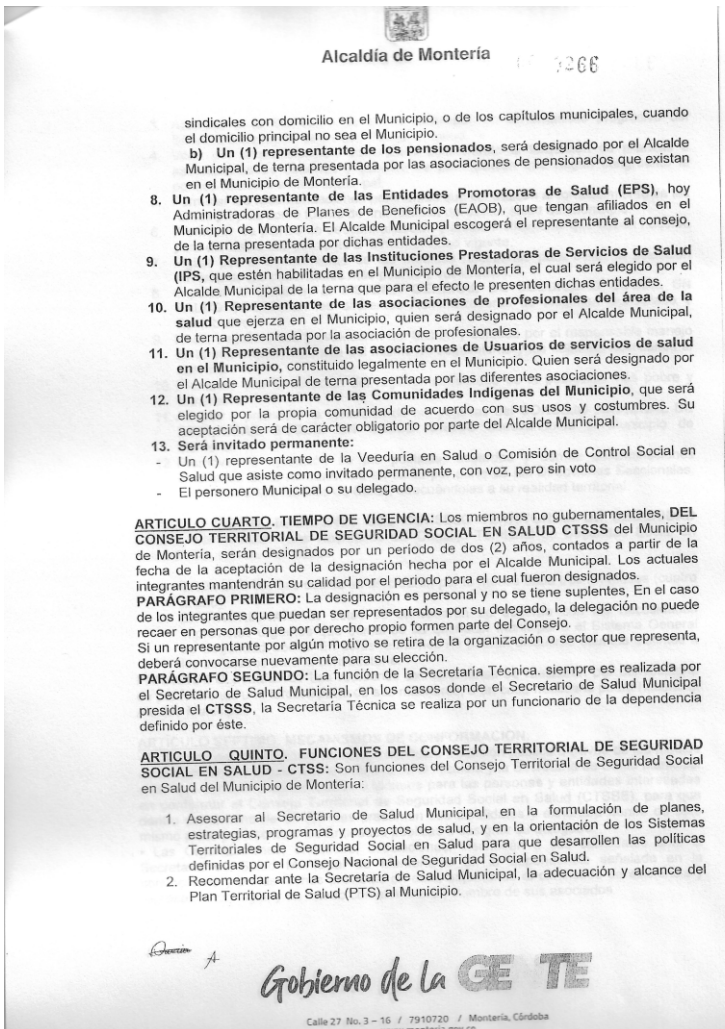 Alcaldía de Montería
0266
sindicales con domicilio en el Municipio, o de los capítulos municipales, cuando
el domicilio principal no sea el Municipio.
b) Un (1) representante de los pensionados, será designado por el Alcalde
Municipal, de terna presentada por las asociaciones de pensionados que existan
en el Municipio de Montería.
8. Un (1) representante de las Entidades Promotoras de Salud (EPS), hoy
Administradoras de Planes de Beneficios (EAOB), que tengan afiliados en el
Municipio de Montería. El Alcalde Municipal escogerá el representante al consejo,
de la terna presentada por dichas entidades.
9. Un (1) Representante de las Instituciones Prestadoras de Servicios de Salud
(IPS, que estén habilitadas en el Municipio de Montería, el cual será elegido por el
Alcalde Municipal de la terna que para el efecto le presenten dichas entidades.
10. Un (1) Representante de las asociaciones de profesionales del área de la
salud que ejerza en el Municipio, quien será designado por el Alcalde Municipal,
de terna presentada por la asociación de profesionales.
11. Un (1) Representante de las asociaciones de Usuarios de servicios de salud
en el Municipio, constituido legalmente en el Municipio. Quien será designado por
el Alcalde Municipal de terna presentada por las diferentes asociaciones.
12. Un (1) Representante de las Comunidades Indígenas del Municipio, que será
elegido por la propia comunidad de acuerdo con sus usos y costumbres. Su
aceptación será de carácter obligatorio por parte del Alcalde Municipal.
13. Será invitado permanente:
- Un (1) representante de la Veeduría en Salud o Comisión de Control Social en
Salud que asiste como invitado permanente, con voz, pero sin voto
- El personero Municipal o su delegado.
ARTICULO CUARTO. TIEMPO DE VIGENCIA: Los miembros no gubernamentales, DEL
CONSEJO TERRITORIAL DE SEGURIDAD SOCIAL EN SALUD CTSSS del Municipio
de Montería, serán designados por un periodo de dos (2) años, contados a partir de la
fecha de la aceptación de la designación hecha por el Alcalde Municipal. Los actuales
integrantes mantendrán su calidad por el periodo para el cual fueron designados.
PARÁGRAFO PRIMERO: La designación es personal y no se tiene suplentes, En el caso
de los integrantes que puedan ser representados por su delegado, la delegación no puede
recaer en personas que por derecho propio formen parte del Consejo.
Si un representante por algún motivo se retira de la organización o sector que representa,
deberá convocarse nuevamente para su elección.
PARÁGRAFO SEGUNDO: La función de la Secretaría Técnica. siempre es realizada por
el Secretario de Salud Municipal, en los casos donde el Secretario de Salud Municipal
presida el CTSSS, la Secretaría Técnica se realiza por un funcionario de la dependencia
definido por éste.
ARTICULO QUINTO. FUNCIONES DEL CONSEJO TERRITORIAL DE SEGURIDAD
SOCIAL EN SALUD - CTSS: Son funciones del Consejo Territorial de Seguridad Social
en Salud del Municipio de Montería:
1. Asesorar al Secretario de Salud Municipal, en la formulación de planes,
estrategias, programas y proyectos de salud, y en la orientación de los Sistemas
Territoriales de Seguridad Social en Salud para que desarrollen las políticas
definidas por el Consejo Nacional de Seguridad Social en Salud.
2. Recomendar ante la Secretaría de Salud Municipal, la adecuación y alcance del
Plan Territorial de Salud (PTS) al Municipio.
Gobierno de la GENTE
Calle 27 No. 3 – 16 / 7910720 / Montería, Córdoba